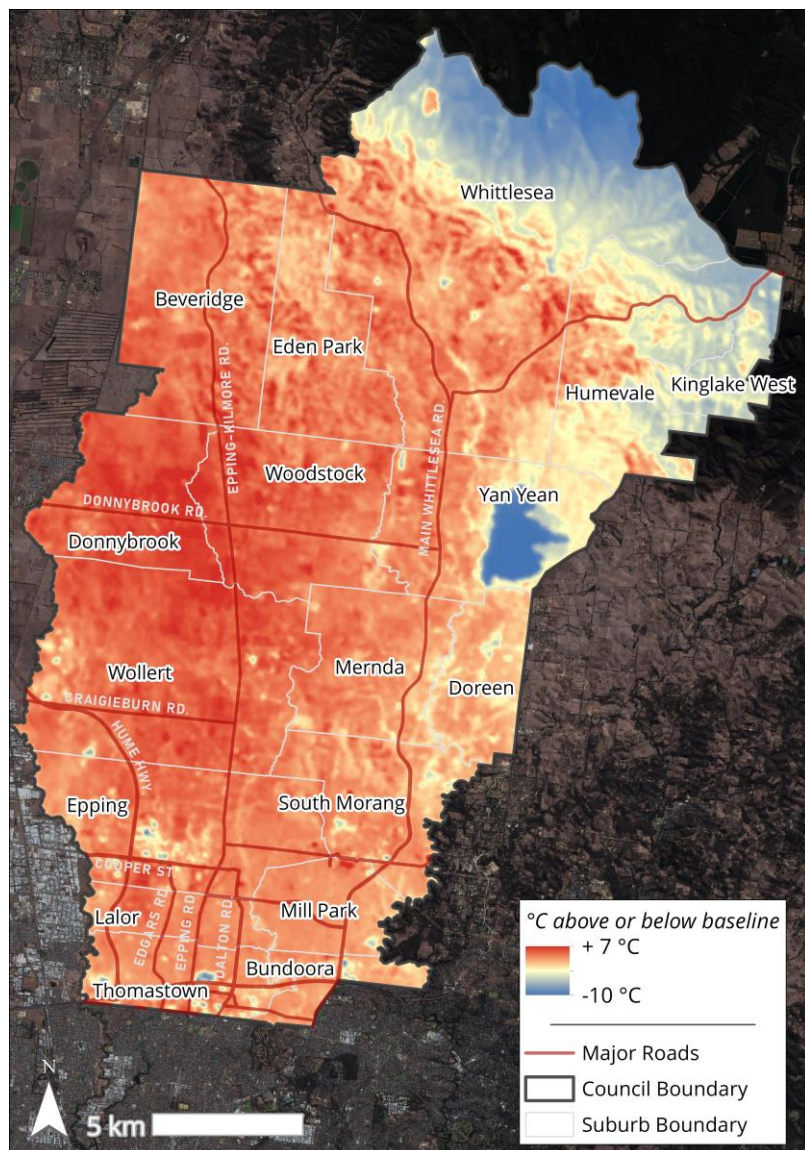 Whittlesea
Beveridge
Eden Park
Humevale
Kinglake West
EPPING-KILMORE RD.
MAIN WHITTLESEA RD.
Woodstock
Yan Yean
DONNYBROOK RD.
Donnybrook
Wollert
Mernda
Doreen
CRAIGIEBURN RD.
HUME HWY
Epping
South Morang
COOPER ST.
Lalor
EDGARS RD.
EPPING RD.
DALTON RD.
Mill Park
Bundoora
Thomastown
°C above or below baseline
+ 7 °C
-10 °C
Major Roads
Council Boundary
Suburb Boundary
N
5 km